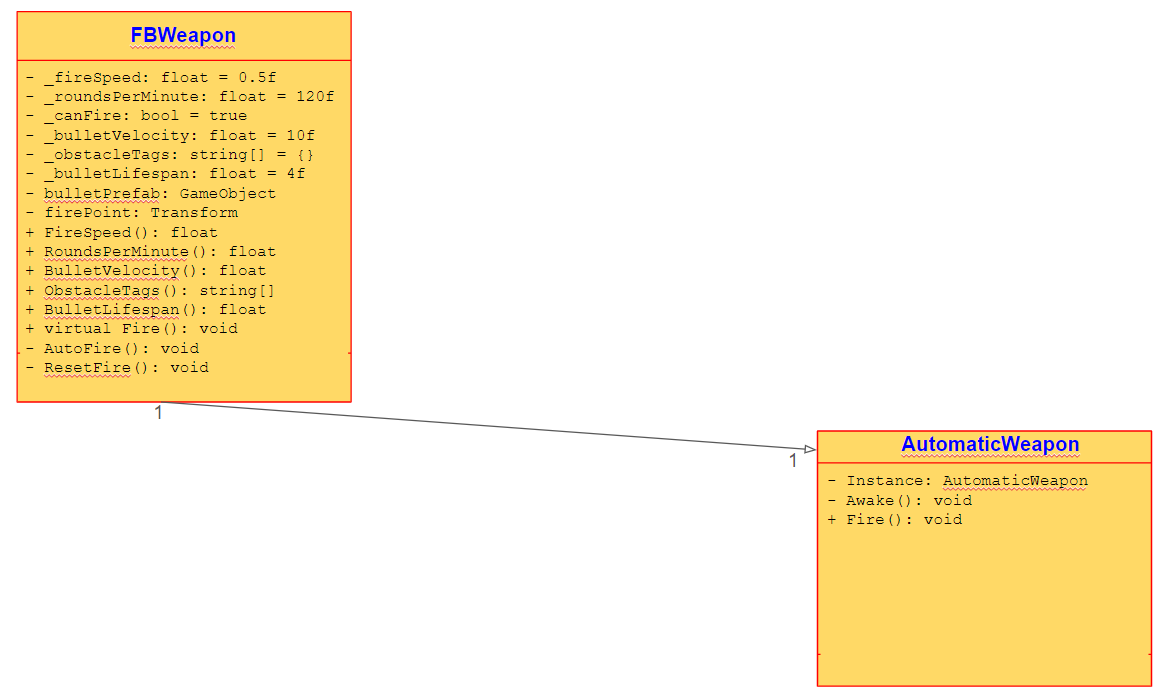 FBWeapon
- _fireSpeed: float = 0.5f
- _roundsPerMinute: float = 120f
- _canFire: bool = true
- _bulletVelocity: float = 10f
- _obstacleTags: string[] = {}
- _bulletLifespan: float = 4f
- bulletPrefab: GameObject
- firePoint: Transform
+ FireSpeed(): float
+ RoundsPerMinute(): float
+ BulletVelocity(): float
+ ObstacleTags(): string[]
+ BulletLifespan(): float
+ virtual Fire(): void
- AutoFire(): void
- ResetFire(): void
1
1
AutomaticWeapon
- Instance: AutomaticWeapon
- Awake(): void
+ Fire(): void